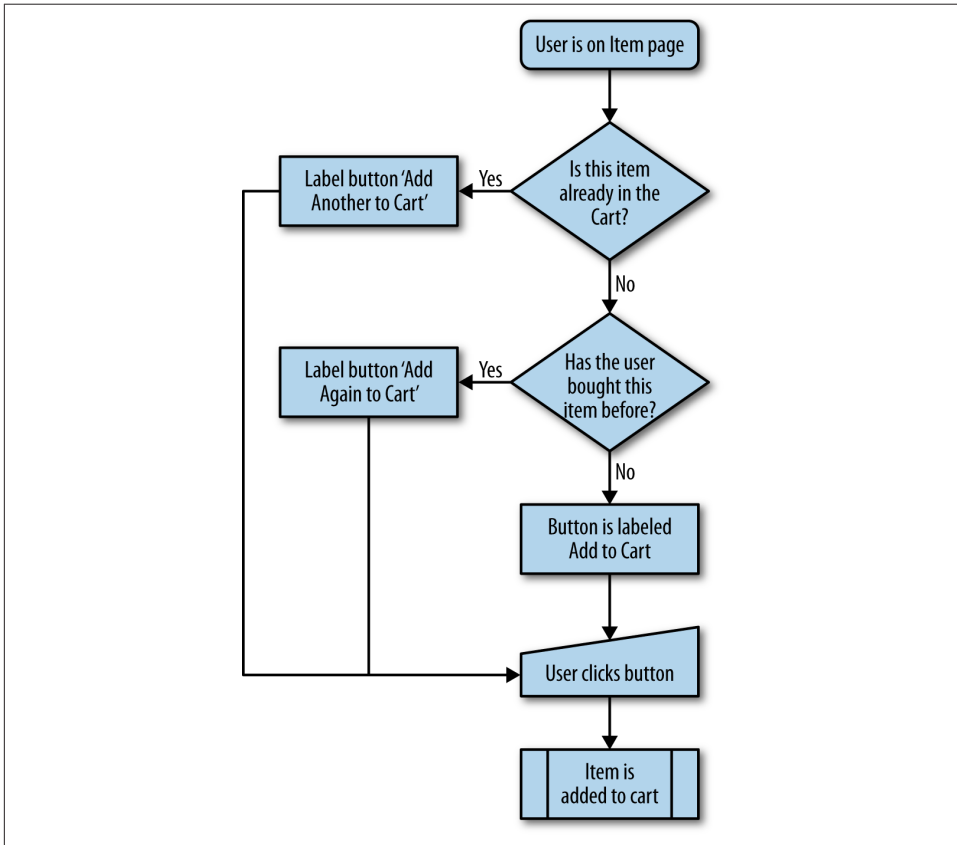 User is on Item page
Is this item
already in the
Cart?
Yes
Label button ‘Add
Another to Cart’
No
Has the user
bought this
item before?
Yes
Label button ‘Add
Again to Cart’
No
Button is labeled
Add to Cart
User clicks button
Item is
added to cart